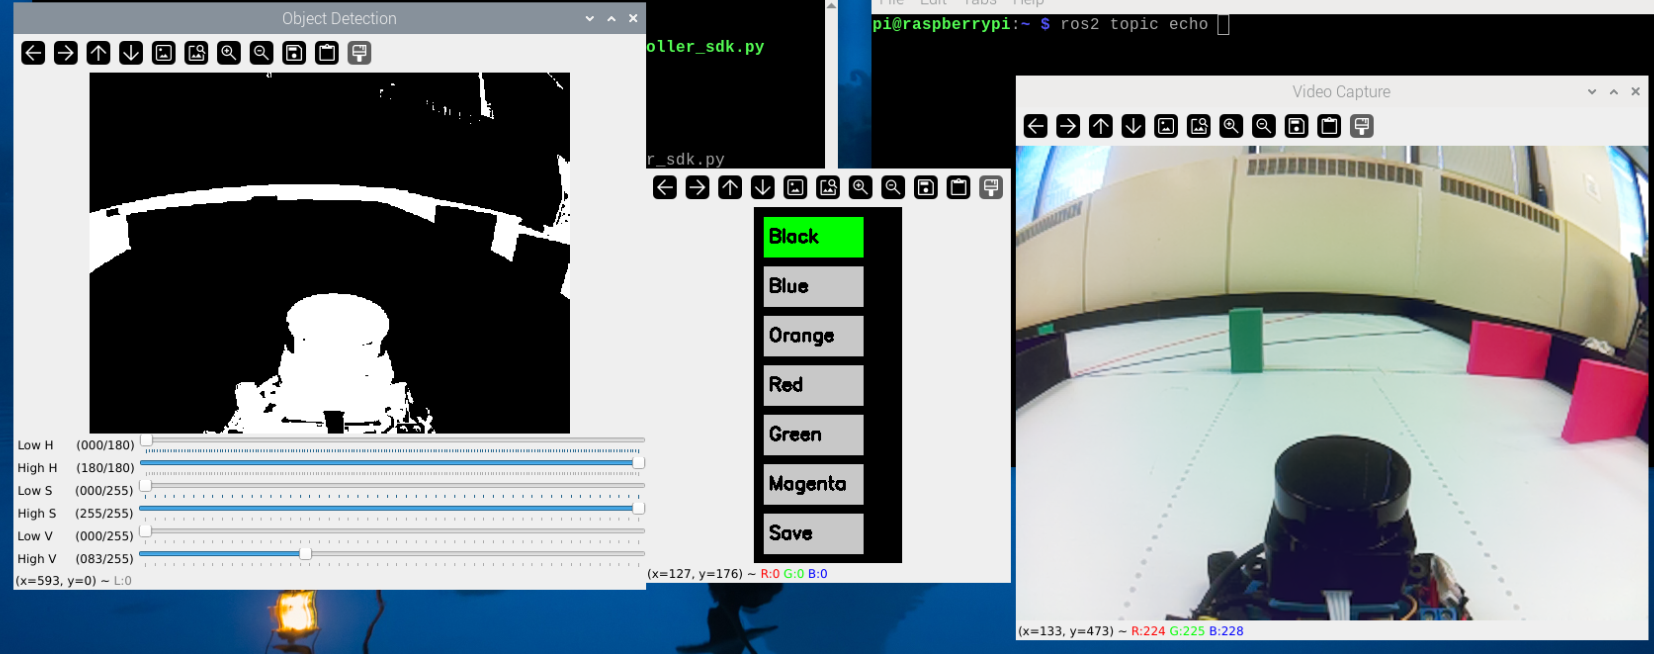 Object Detection
Low H (000/180)
High H (180/180)
Low S (000/255)
High S (255/255)
Low V (000/255)
High V (083/255)
(x=593, y=0) ~ L:0
oller_sdk.py
r_sdk.py
Black
Blue
Orange
Red
Green
Magenta
Save
(x=127, y=176) ~ R:0 G:0 B:0
File Edit Tabs Help
pi@raspberrypi:~ $ ros2 topic echo
Video Capture
(x=133, y=473) ~ R:224 G:225 B:228